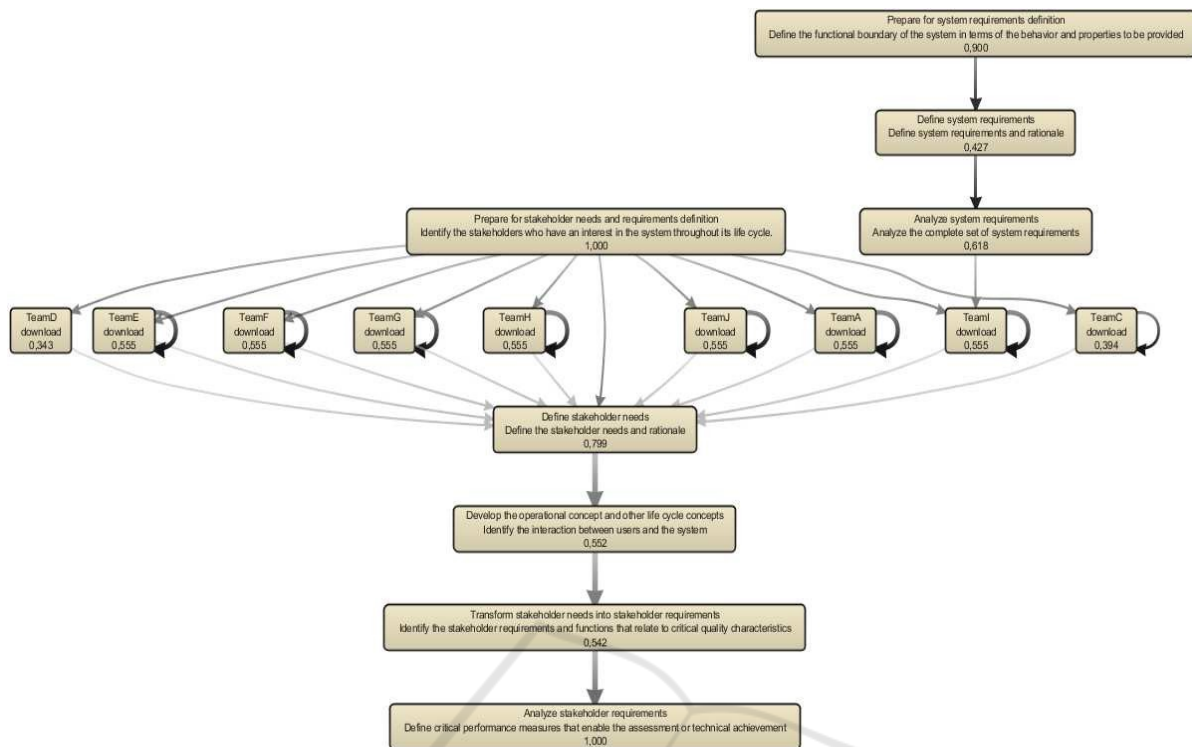 Prepare for system requirements definition
Define the functional boundary of the system in terms of the behavior and properties to be provided
0,900
Define system requirements
Define system requirements and rationale
0,427
Prepare for stakeholder needs and requirements definition
Identify the stakeholders who have an interest in the system throughout its life cycle.
1,000
Analyze system requirements
Analyze the complete set of system requirements
0,618
TeamD
download
0,343
TeamE
download
0,555
TeamF
download
0,555
TeamG
download
0,555
TeamH
download
0,555
TeamJ
download
0,555
TeamA
download
0,555
TeamI
download
0,555
TeamC
download
0,394
Define stakeholder needs
Define the stakeholder needs and rationale
0,799
Develop the operational concept and other life cycle concepts
Identify the interaction between users and the system
0,552
Transform stakeholder needs into stakeholder requirements
Identify the stakeholder requirements and functions that relate to critical quality characteristics
0,542
Analyze stakeholder requirements
Define critical performance measures that enable the assessment or technical achievement
1,000